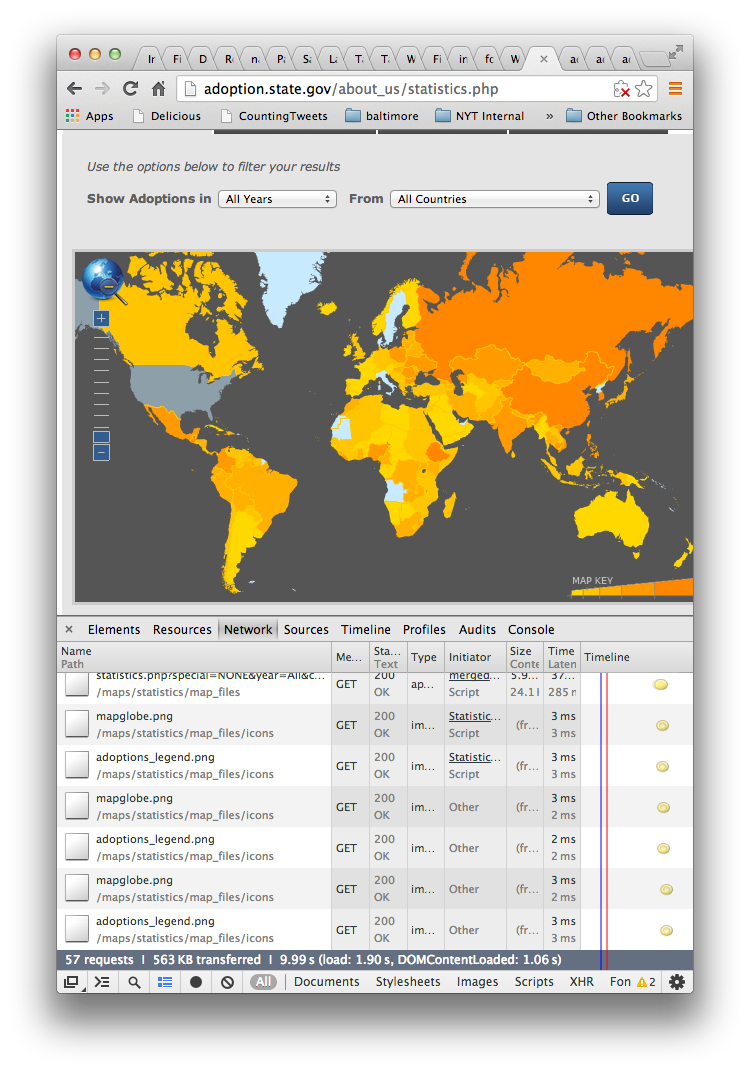 Ir Fi D Re n Pa Sa La Ta Ta W Fi in fo W × ac ac ac
adoption.state.gov/about_us/statistics.php
Apps Delicious CountingTweets baltimore NYT Internal » Other Bookmarks
Use the options below to filter your results
Show Adoptions in All Years From All Countries GO
+
−
MAP KEY
× Elements Resources Network Sources Timeline Profiles Audits Console
Name Me... Sta... Type Initiator Size Time Timeline
Path Text Conte Laten
statistics.php?special=NONE&year=All&c... GET 200 ap... merged... 5.9... 37...
/maps/statistics/map_files OK Script 24.1 285
mapglobe.png GET 200 im... Statistic... (fr... 3 ms
/maps/statistics/map_files/icons OK Script 3 ms
adoptions_legend.png GET 200 im... Statistic... (fr... 3 ms
/maps/statistics/map_files/icons OK Script 3 ms
mapglobe.png GET 200 im... Other (fr... 3 ms
/maps/statistics/map_files/icons OK 3 ms
adoptions_legend.png GET 200 im... Other (fr... 2 ms
/maps/statistics/map_files/icons OK 2 ms
mapglobe.png GET 200 im... Other (fr... 3 ms
/maps/statistics/map_files/icons OK 2 ms
adoptions_legend.png GET 200 im... Other (fr... 3 ms
/maps/statistics/map_files/icons OK 3 ms
57 requests | 563 KB transferred | 9.99 s (load: 1.90 s, DOMContentLoaded: 1.06 s)
All Documents Stylesheets Images Scripts XHR Fon 2